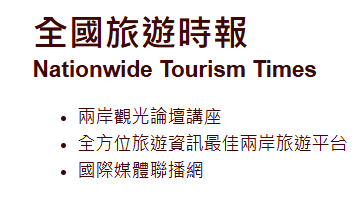 全國旅遊時報
Nationwide Tourism Times
兩岸觀光論壇講座
全方位旅遊資訊最佳兩岸旅遊平台
國際媒體聯播網